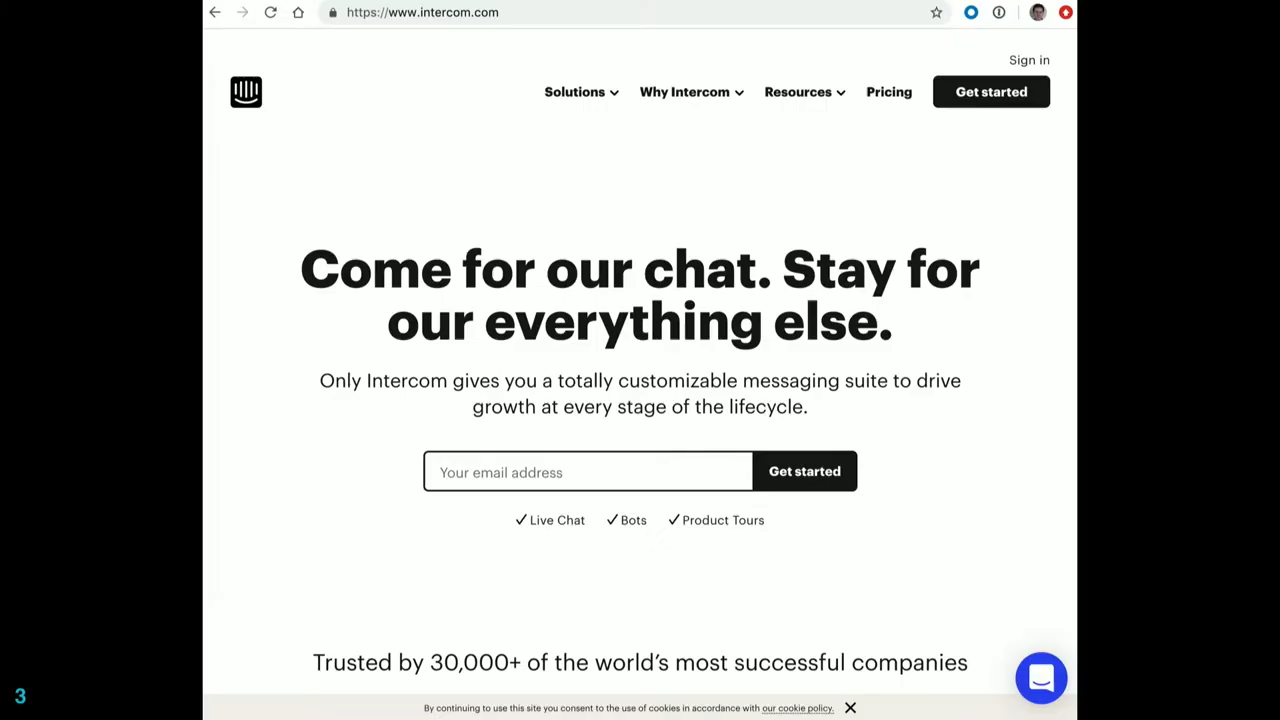 https://www.intercom.com
Sign in
Solutions Why Intercom Resources Pricing Get started
Come for our chat. Stay for
our everything else.
Only Intercom gives you a totally customizable messaging suite to drive
growth at every stage of the lifecycle.
Your email address Get started
Live Chat Bots Product Tours
Trusted by 30,000+ of the world's most successful companies
By continuing to use this site you consent to the use of cookies in accordance with our cookie policy.
3